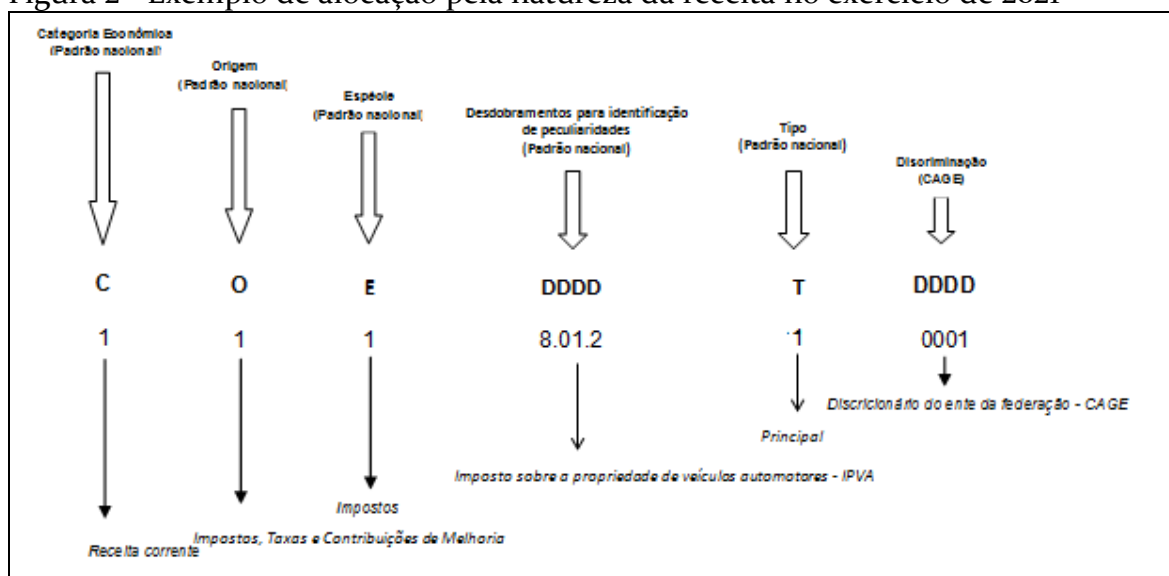 Figura 2 - Exemplo de alocação pela natureza da receita no exercício de 2021
Categoria Econômica
(Padrão nacional)
Origem
(Padrão nacional(
Espécie
(Padrão nacional(
Desdobramentos para identificação
de peculiaridades
(Padrão nacional)
Tipo
(Padrão nacional)
Discriminação
(CAGE)
C O E DDDD T DDDD
1 1 1 8.01.2 1 0001
Discricionário do ente da federação - CAGE
Principal
Imposto sobre a propriedade de veículas automotores - IPVA
Impostos
Impostos, Taxas e Contribuições de Melhoria
Receita corrente